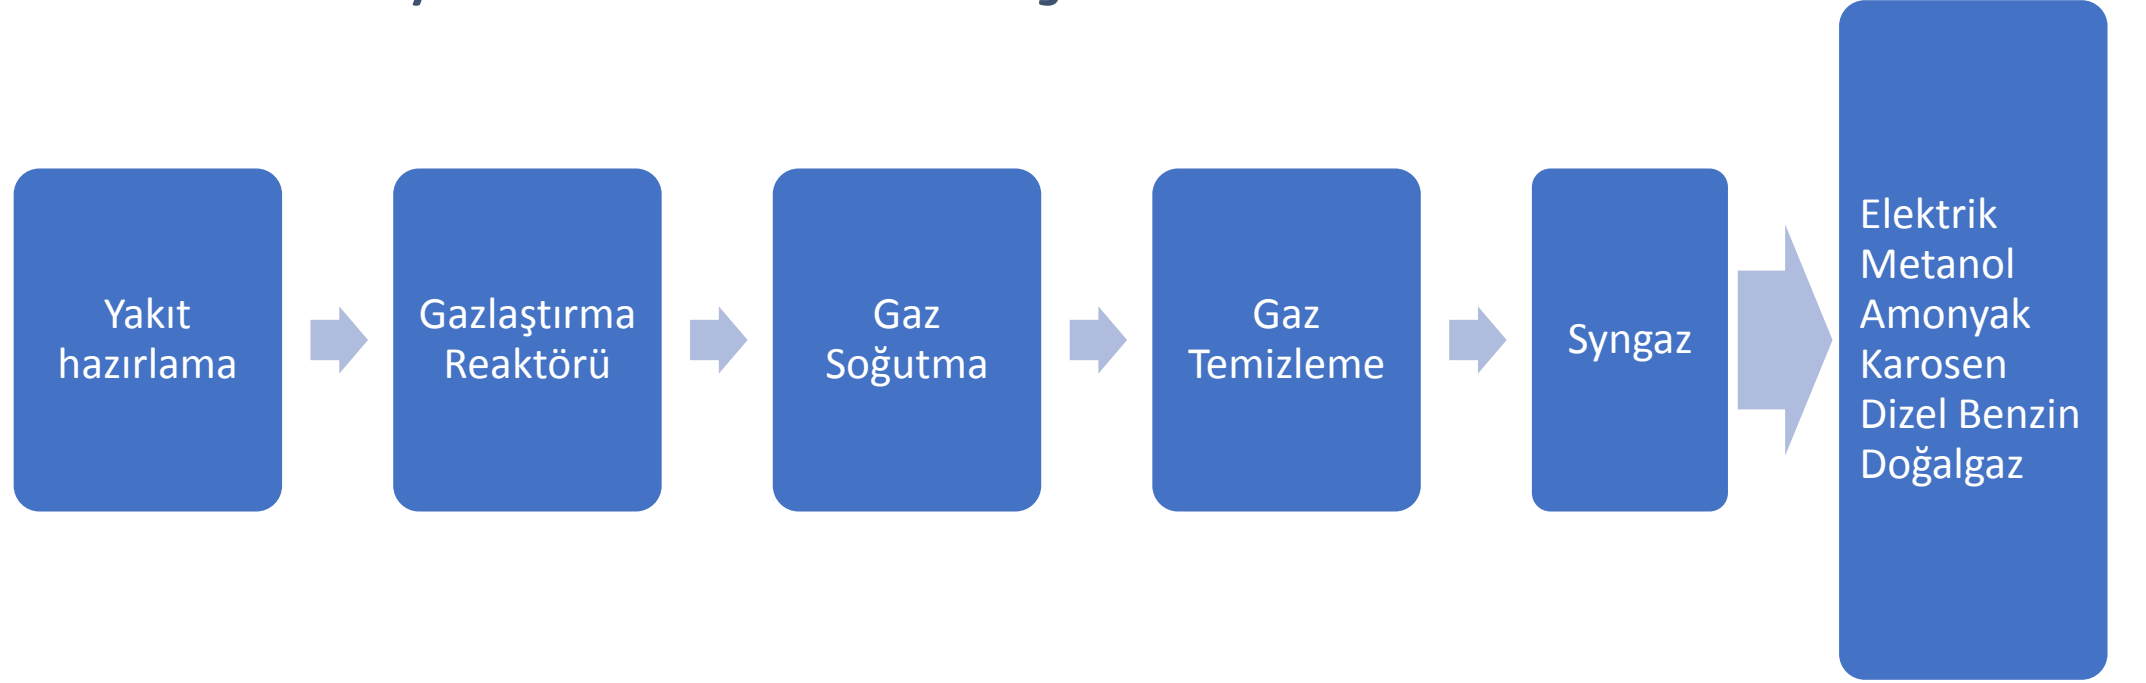 Yakıt
hazırlama
Gazlaştırma
Reaktörü
Gaz
Soğutma
Gaz
Temizleme
Syngaz
Elektrik
Metanol
Amonyak
Karosen
Dizel Benzin
Doğalgaz